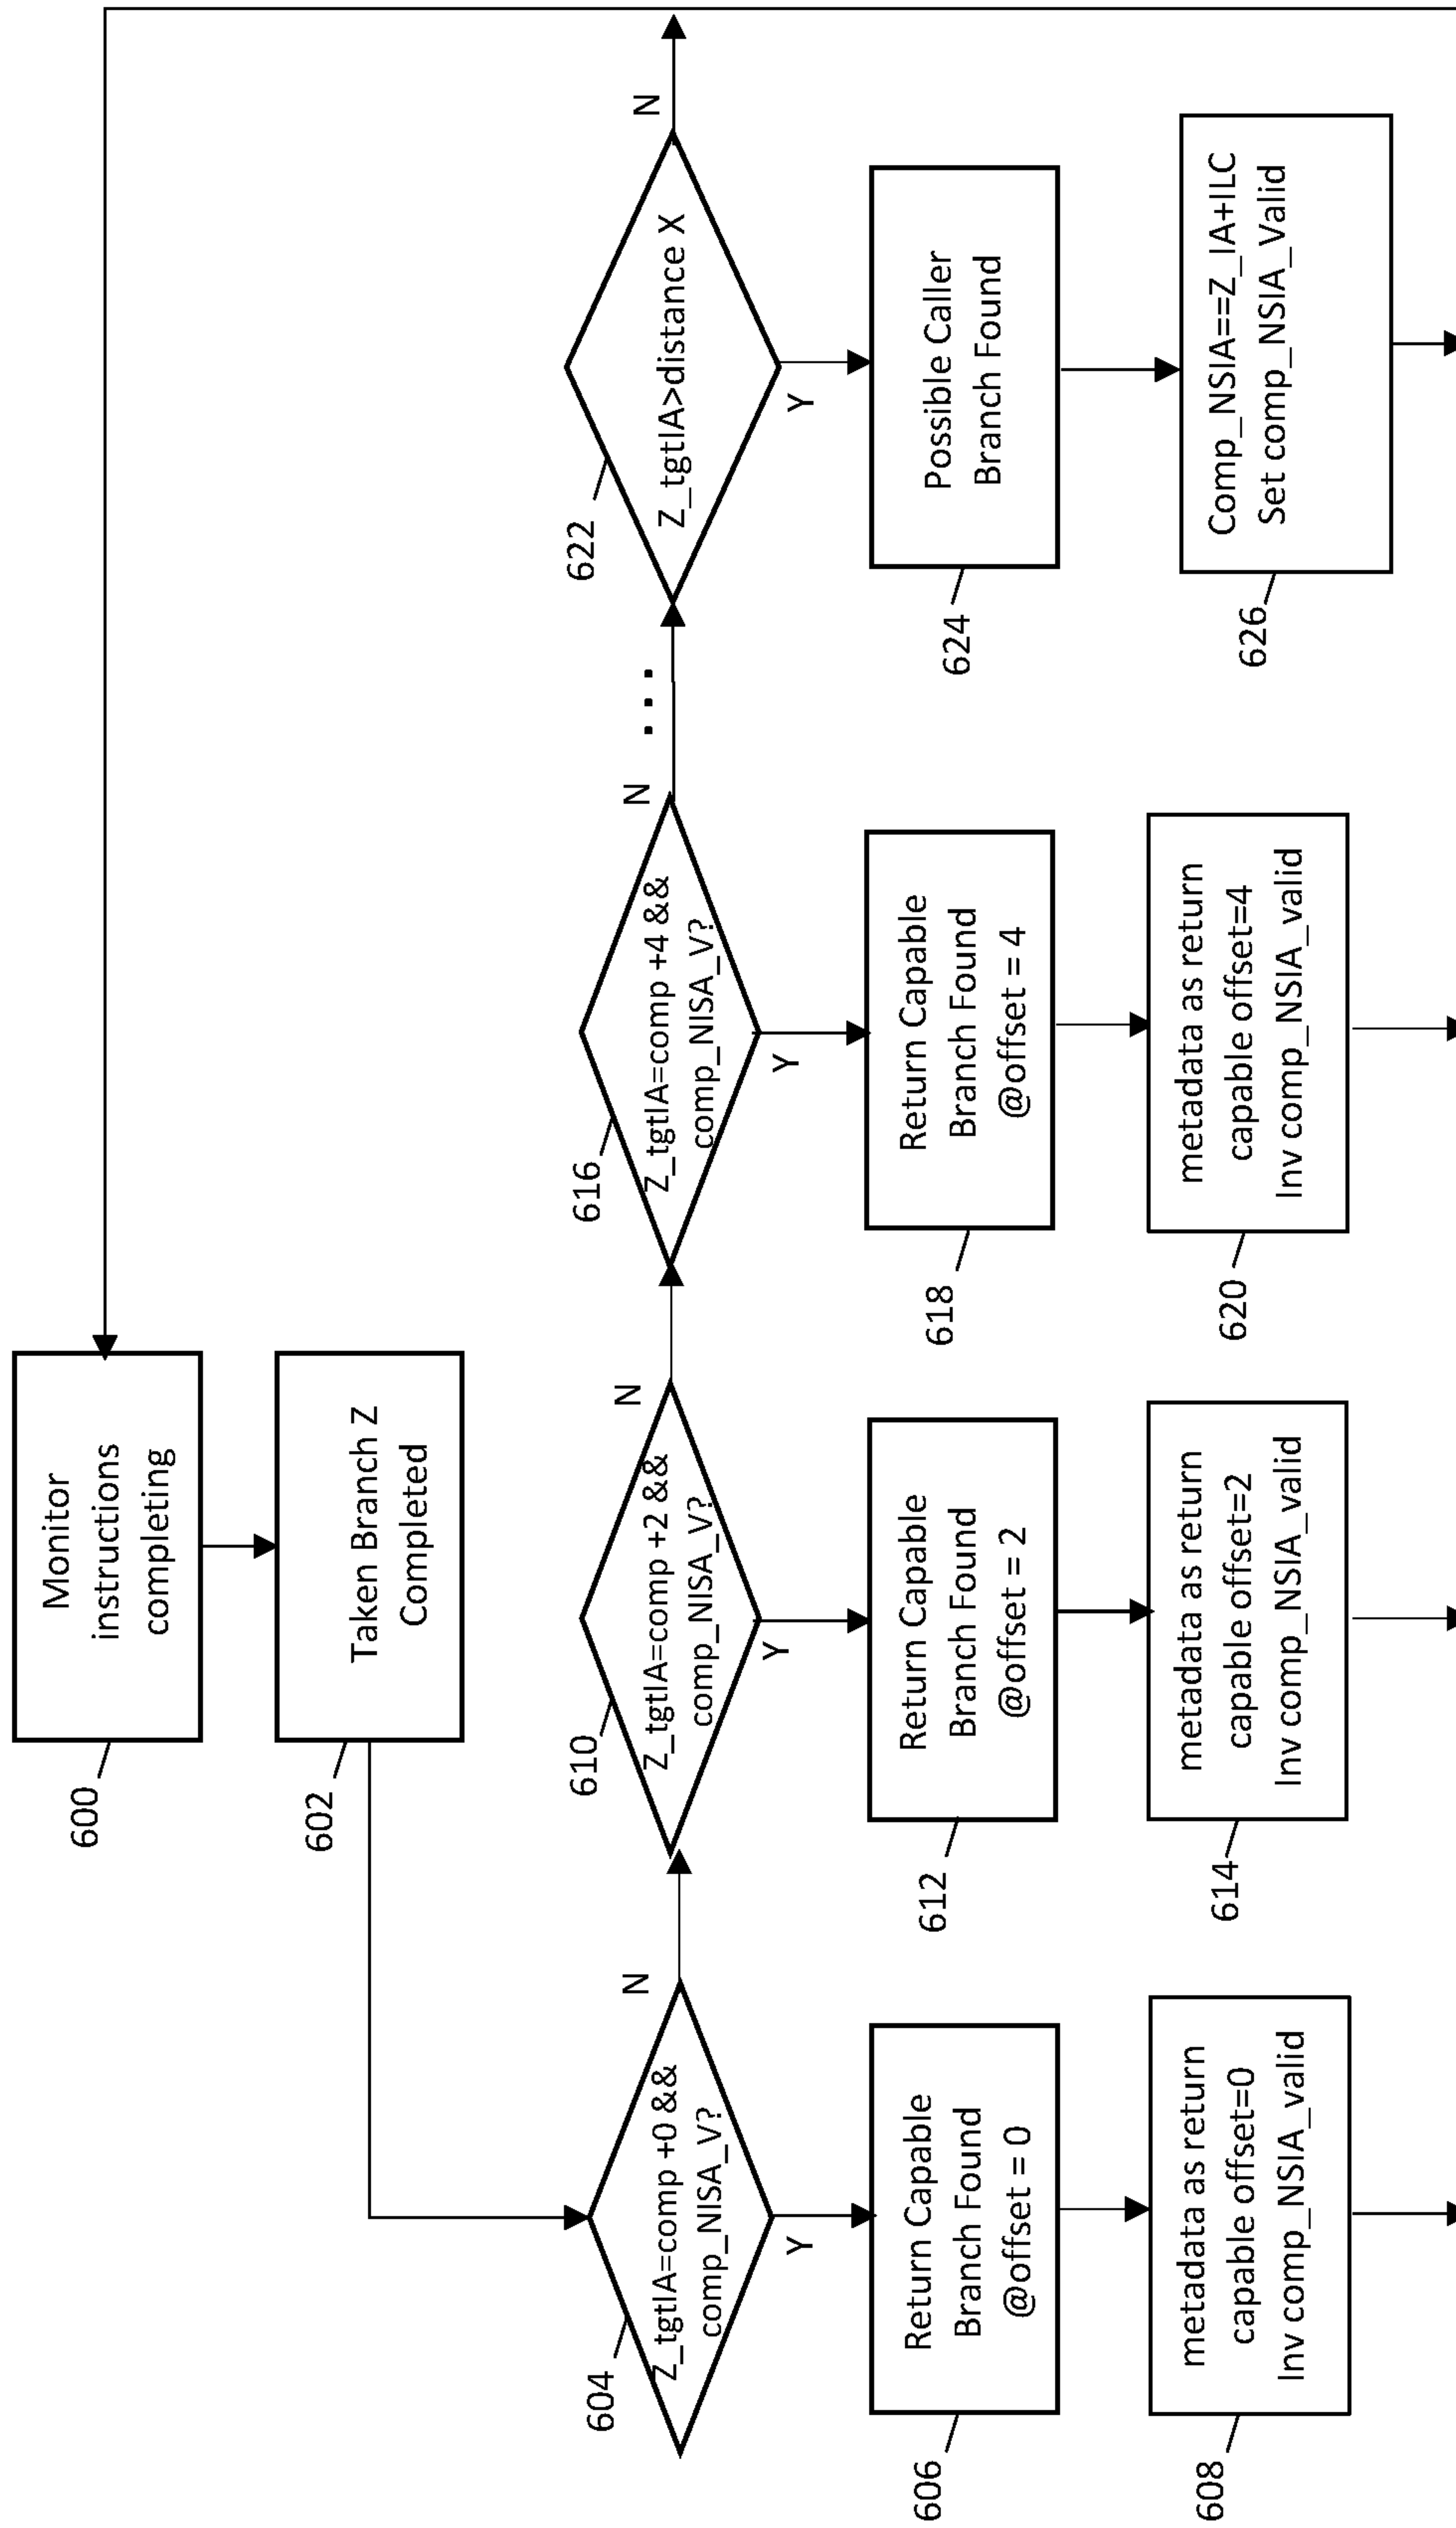 Monitor
instructions
completing
600
Taken Branch Z
Completed
602
Z_tgtIA=comp +0 &&
comp_NISA_V?
604
N
Y
Return Capable
Branch Found
@offset = 0
606
metadata as return
capable offset=0
Inv comp_NSIA_valid
608
Z_tgtIA=comp +2 &&
comp_NISA_V?
610
N
Y
Return Capable
Branch Found
@offset = 2
612
metadata as return
capable offset=2
Inv comp_NSIA_valid
614
Z_tgtIA=comp +4 &&
comp_NISA_V?
616
N
Y
Return Capable
Branch Found
@offset = 4
618
metadata as return
capable offset=4
Inv comp_NSIA_valid
620
...
Z_tgtIA>distance X
622
N
Y
Possible Caller
Branch Found
624
Comp_NSIA==Z_IA+ILC
Set comp_NSIA_Valid
626